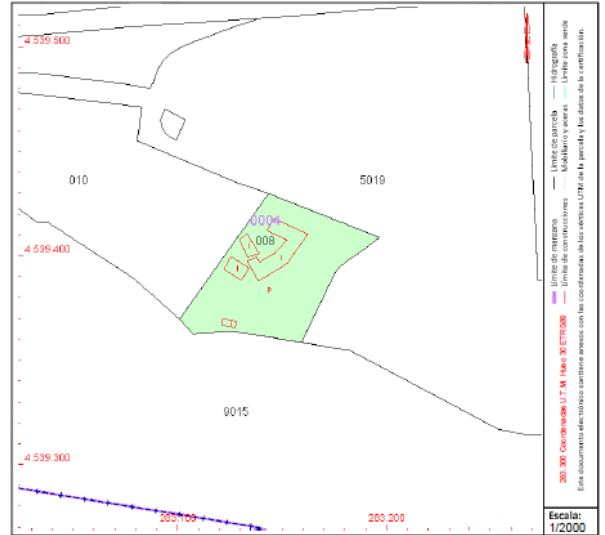 4.539.500
010
5019
0004
008
I
I
I
P
4.539.400
9015
4.539.300
283.100
283.200
Límite de manzana
Límite de parcela
Hidrografía
Límite de construcciones
Mobiliario y aceras
Límite zona verde
283.300 Coordenadas U.T.M. Huso 30 ETRS89
Este documento electrónico contiene anexos con las coordenadas de los vértices UTM de la parcela y los datos de la certificación.
Escala:
1/2000